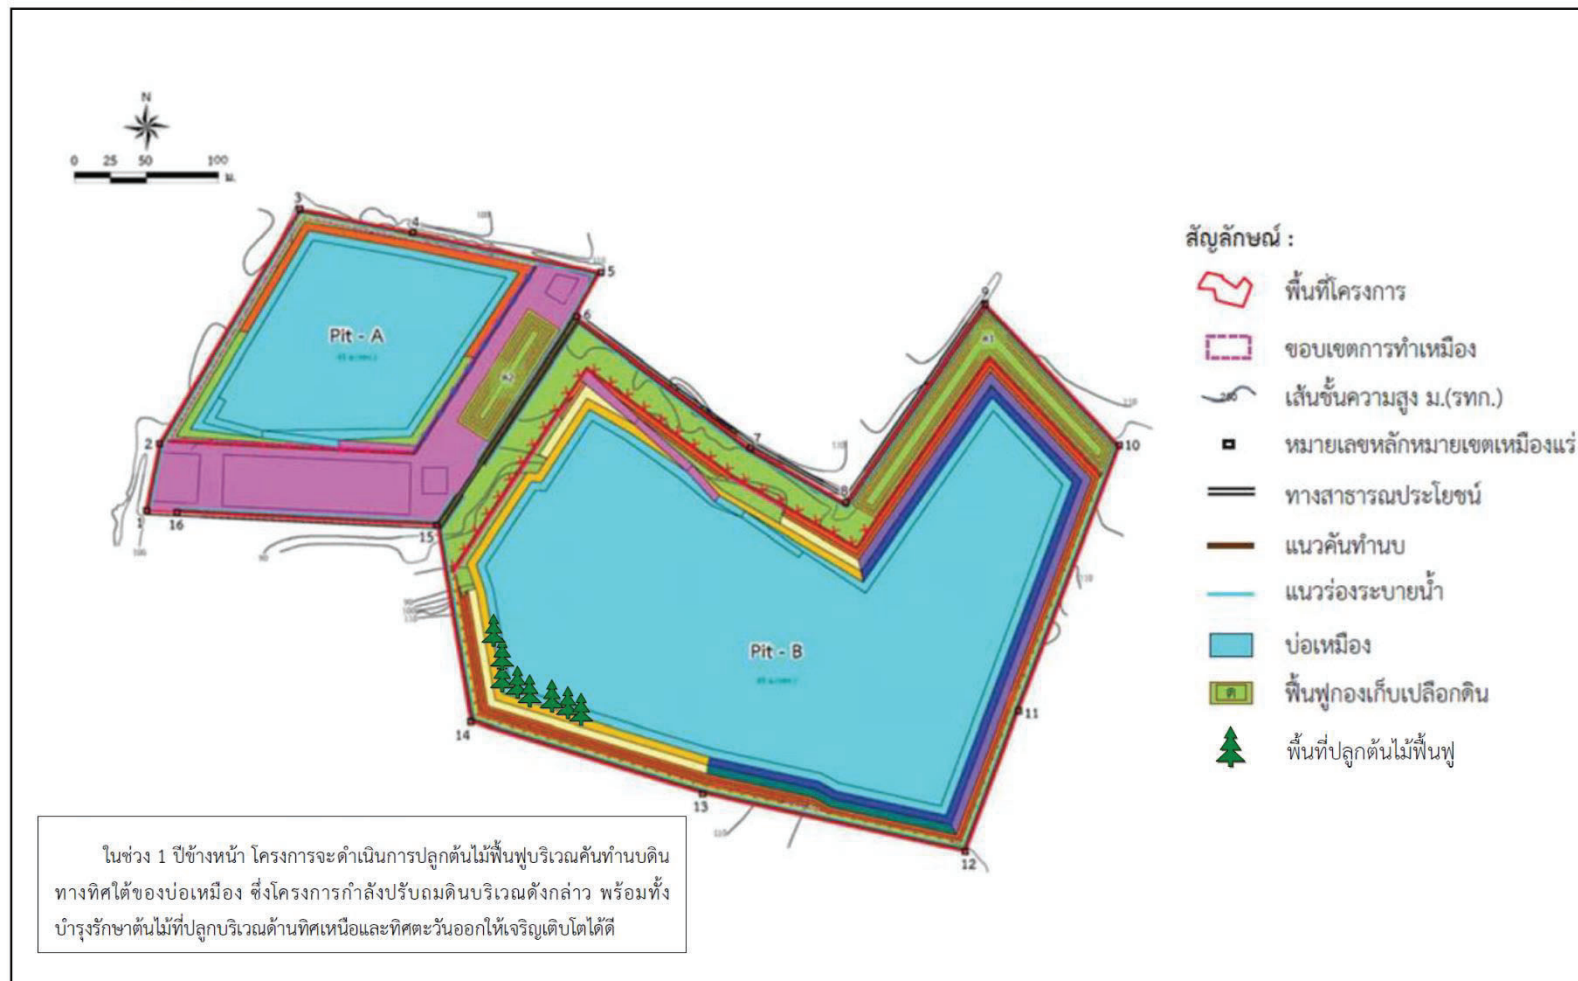 N
0 25 50 100
ม.
3
4
100
5
110
Pit - A
6
9
2
7
10
110
110
8
1
16
15
100
90
90
100
110
110
Pit - B
11
14
13
110
12
สัญลักษณ์ :
พื้นที่โครงการ
ขอบเขตการทำเหมือง
เส้นชั้นความสูง ม.(รทก.)
หมายเลขหลักหมายเขตเหมืองแร่
ทางสาธารณประโยชน์
แนวคันทำนบ
แนวร่องระบายน้ำ
บ่อเหมือง
ฟื้นฟูกองเก็บเปลือกดิน
พื้นที่ปลูกต้นไม้ฟื้นฟู
ในช่วง 1 ปีข้างหน้า โครงการจะดำเนินการปลูกต้นไม้ฟื้นฟูบริเวณคันทำนบดิน
ทางทิศใต้ของบ่อเหมือง ซึ่งโครงการกำลังปรับถมดินบริเวณดังกล่าว พร้อมทั้ง
บำรุงรักษาต้นไม้ที่ปลูกบริเวณด้านทิศเหนือและทิศตะวันออกให้เจริญเติบโตได้ดี